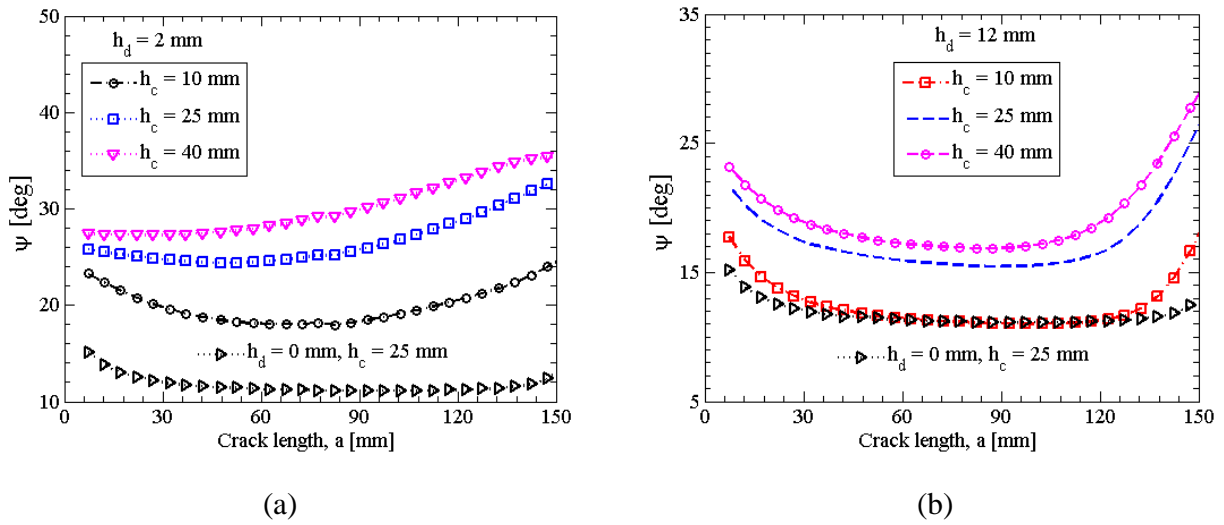 h_d = 2 mm
h_c = 10 mm
h_c = 25 mm
h_c = 40 mm
h_d = 0 mm, h_c = 25 mm
50
40
30
20
10
ψ [deg]
0 30 60 90 120 150
Crack length, a [mm]
(a)
h_d = 12 mm
h_c = 10 mm
h_c = 25 mm
h_c = 40 mm
h_d = 0 mm, h_c = 25 mm
35
25
15
5
ψ [deg]
0 30 60 90 120 150
Crack length, a [mm]
(b)